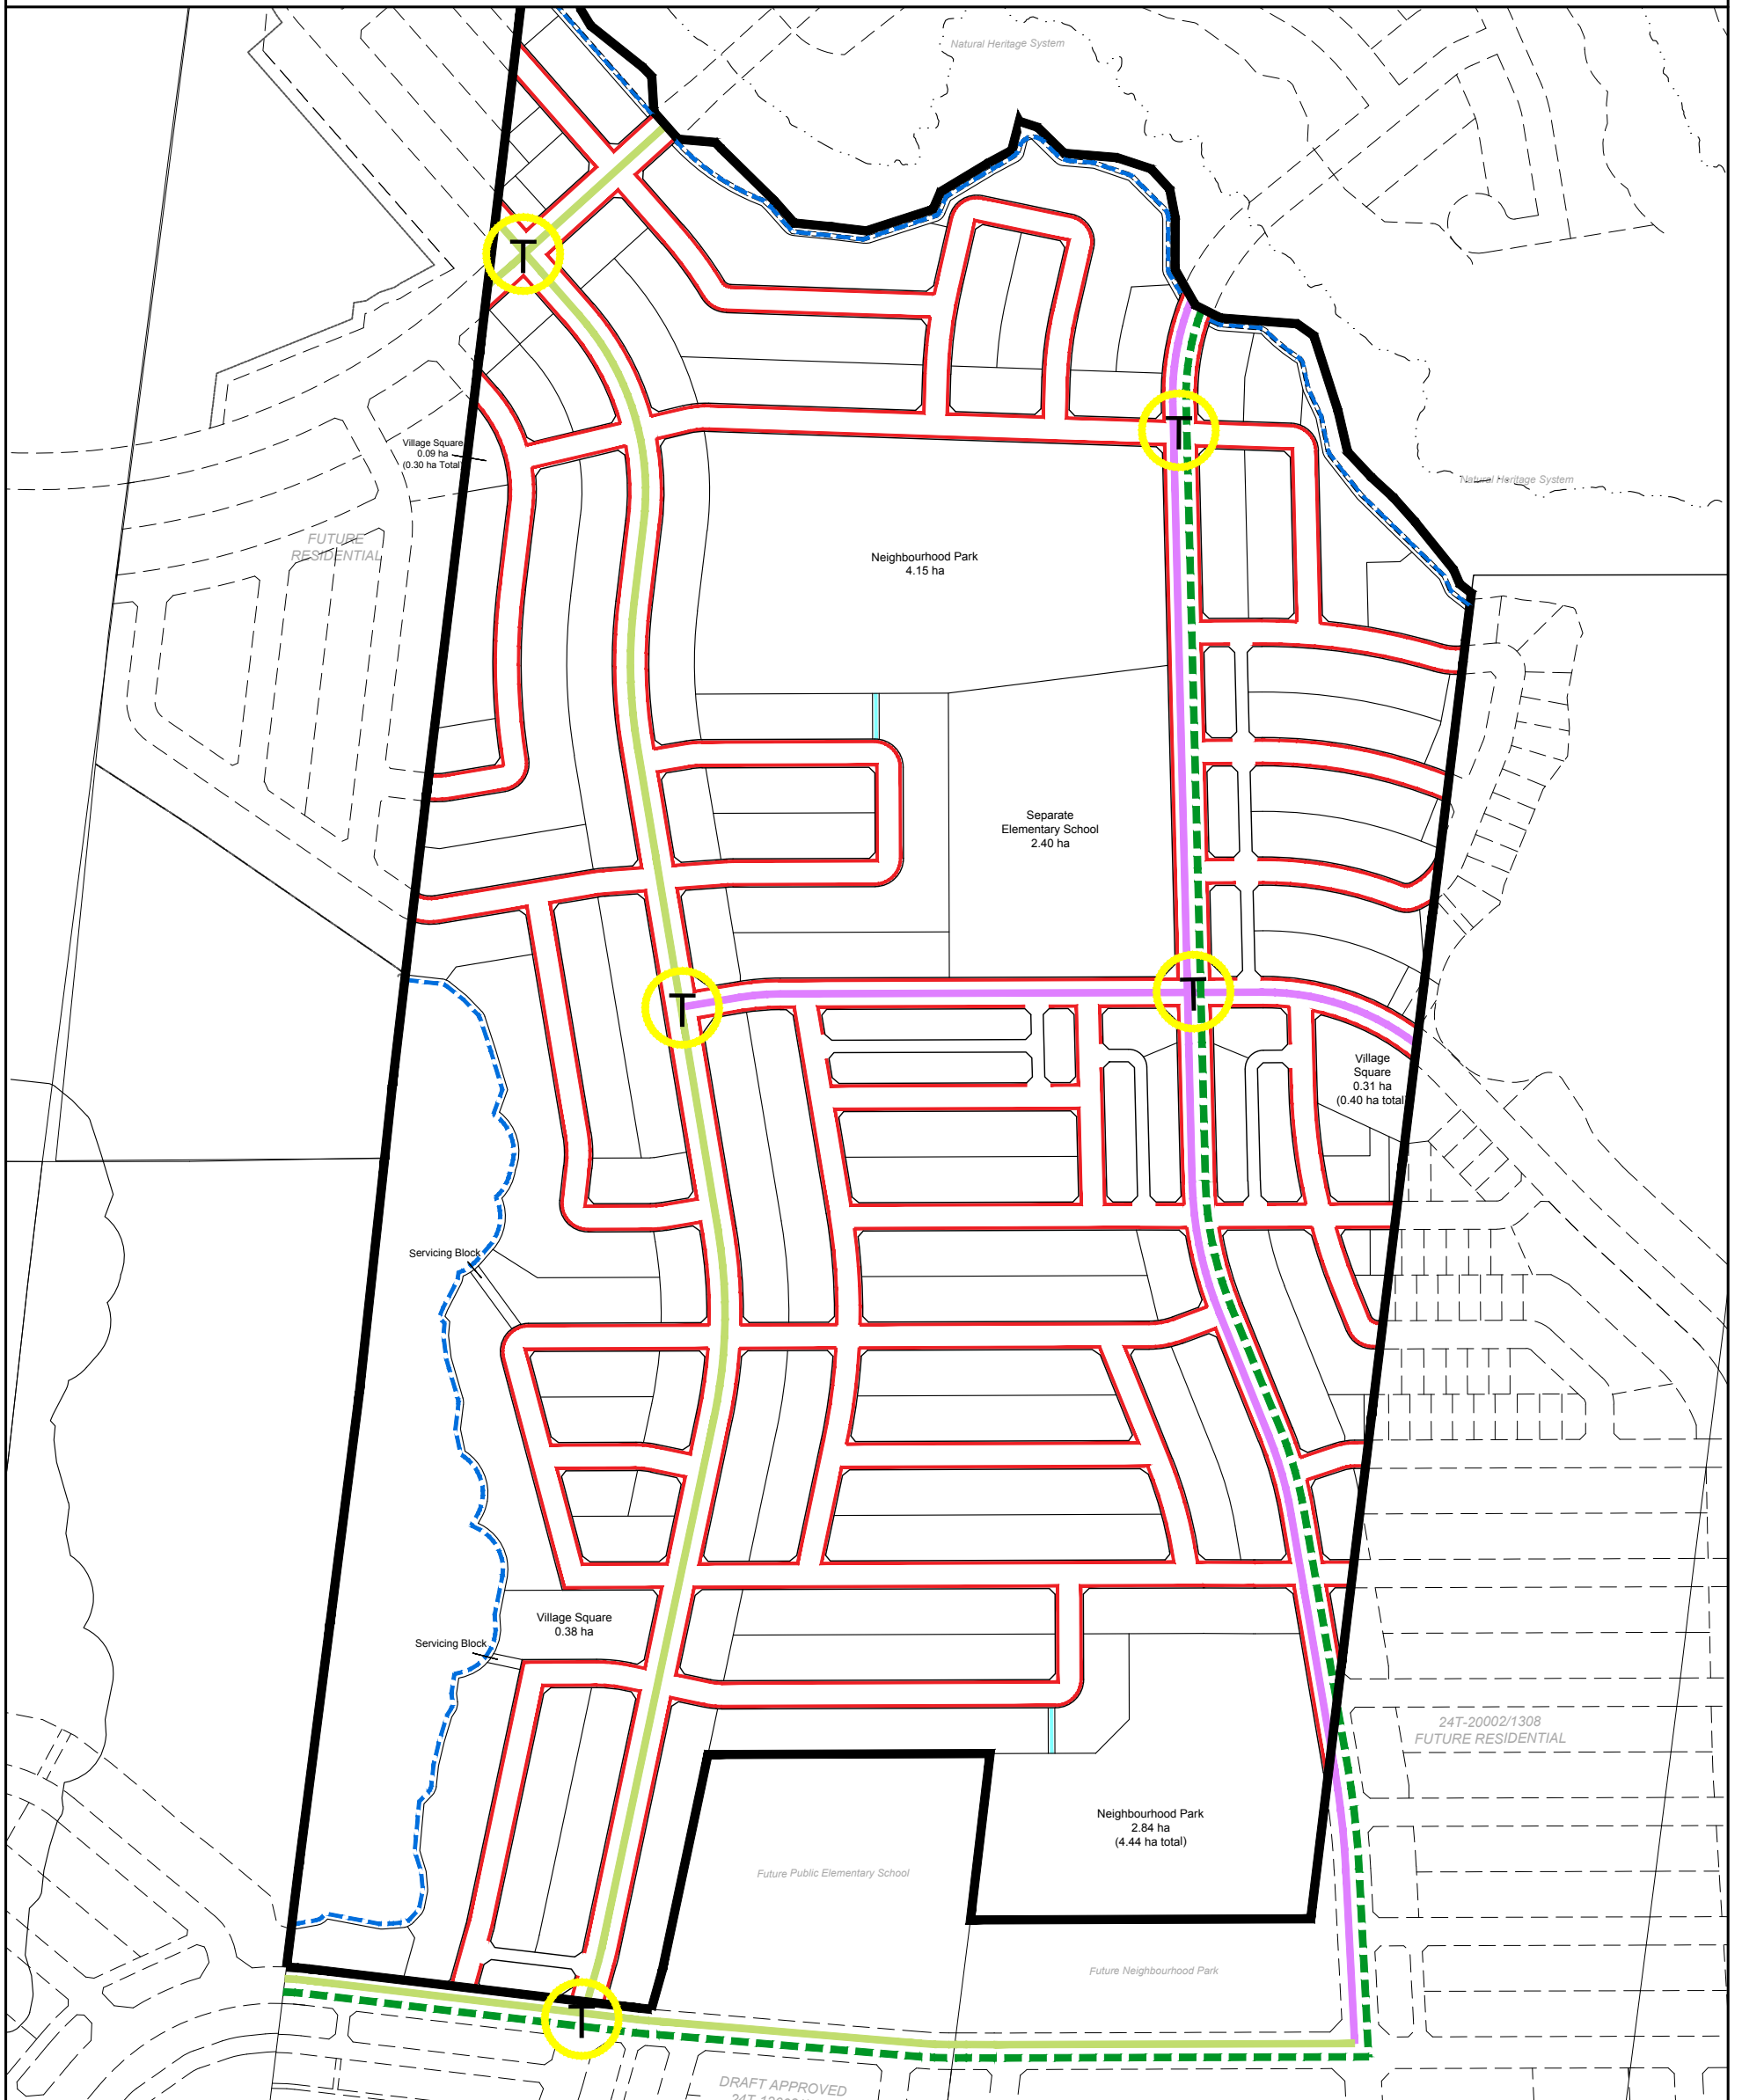 Natural Heritage System
T
T
Village Square
0.09 ha
(0.30 ha Total)
Natural Heritage System
FUTURE
RESIDENTIAL
Neighbourhood Park
4.15 ha
Separate
Elementary School
2.40 ha
T
T
Village
Square
0.31 ha
(0.40 ha total)
Servicing Block
Village Square
0.38 ha
Servicing Block
24T-20002/1308
FUTURE RESIDENTIAL
Neighbourhood Park
2.84 ha
(4.44 ha total)
Future Public Elementary School
Future Neighbourhood Park
T
DRAFT APPROVED